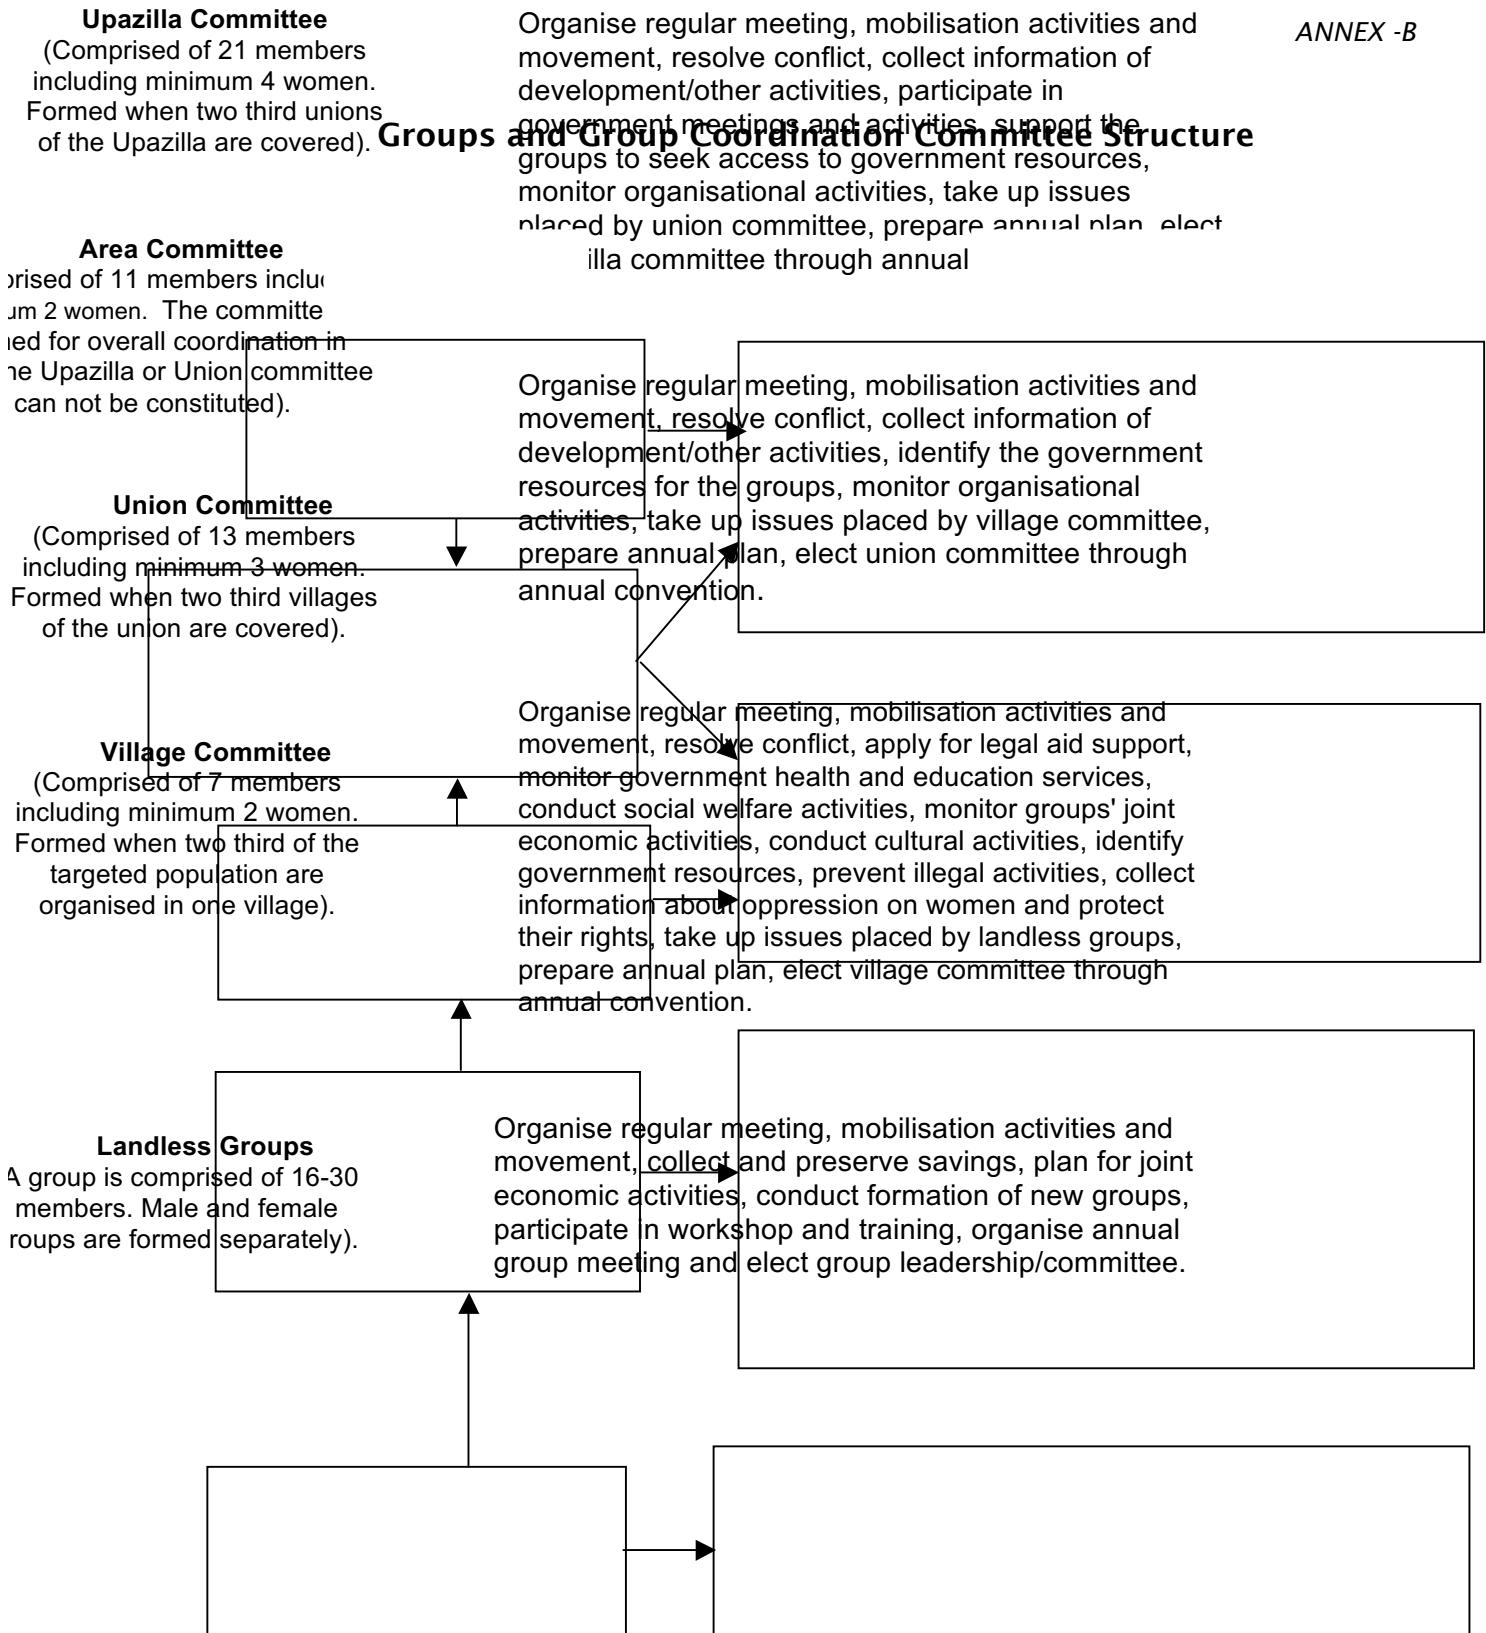 ANNEX -B
Groups and Group Coordination Committee Structure
Upazilla Committee
(Comprised of 21 members
including minimum 4 women.
Formed when two third unions
of the Upazilla are covered).
Organise regular meeting, mobilisation activities and
movement, resolve conflict, collect information of
development/other activities, participate in
government meetings and activities, support the
groups to seek access to government resources,
monitor organisational activities, take up issues
placed by union committee, prepare annual plan, elect
illa committee through annual
Area Committee
prised of 11 members inclu
um 2 women. The committe
ned for overall coordination in
he Upazilla or Union committee
can not be constituted).
Union Committee
(Comprised of 13 members
including minimum 3 women.
Formed when two third villages
of the union are covered).
Organise regular meeting, mobilisation activities and
movement, resolve conflict, collect information of
development/other activities, identify the government
resources for the groups, monitor organisational
activities, take up issues placed by village committee,
prepare annual plan, elect union committee through
annual convention.
Village Committee
(Comprised of 7 members
including minimum 2 women.
Formed when two third of the
targeted population are
organised in one village).
Organise regular meeting, mobilisation activities and
movement, resolve conflict, apply for legal aid support,
monitor government health and education services,
conduct social welfare activities, monitor groups' joint
economic activities, conduct cultural activities, identify
government resources, prevent illegal activities, collect
information about oppression on women and protect
their rights, take up issues placed by landless groups,
prepare annual plan, elect village committee through
annual convention.
Landless Groups
A group is comprised of 16-30
members. Male and female
roups are formed separately).
Organise regular meeting, mobilisation activities and
movement, collect and preserve savings, plan for joint
economic activities, conduct formation of new groups,
participate in workshop and training, organise annual
group meeting and elect group leadership/committee.